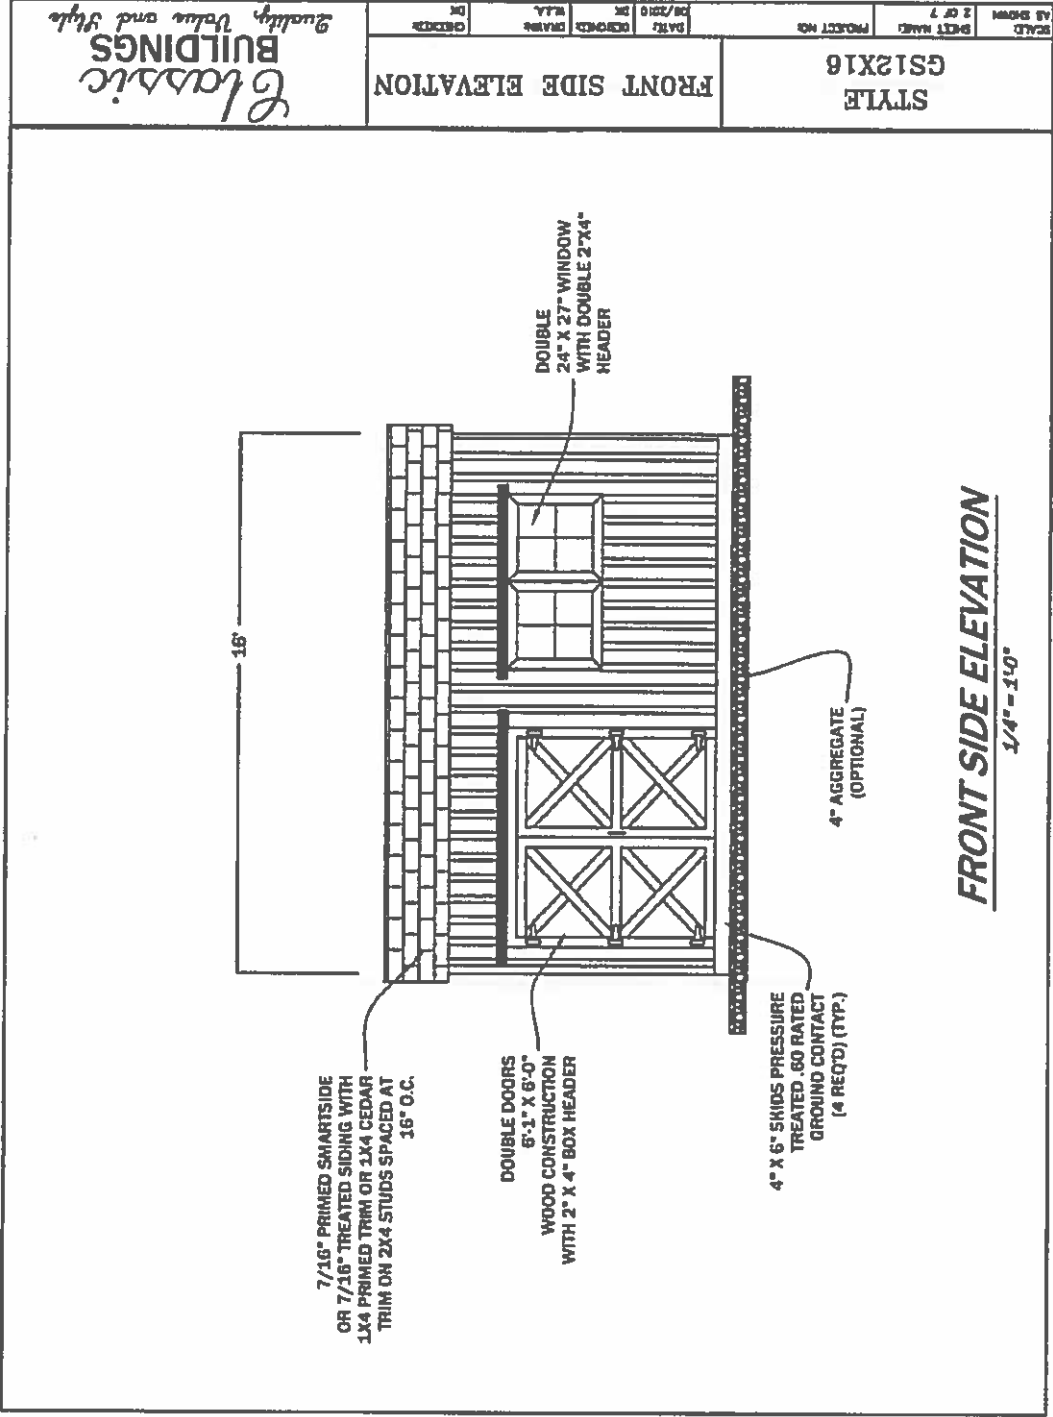 16'
7/16" PRIMED SMARTSIDE
OR 7/16" TREATED SIDING WITH
1X4 PRIMED TRIM OR 1X4 CEDAR
TRIM ON 2X4 STUDS SPACED AT
16" O.C.
DOUBLE
24" X 27" WINDOW
WITH DOUBLE 2"X4"
HEADER
DOUBLE DOORS
6'-1" X 6'-0"
WOOD CONSTRUCTION
WITH 2" X 4" BOX HEADER
4" X 6" SKIDS PRESSURE
TREATED .60 RATED
GROUND CONTACT
(4 REQ'D) (TYP.)
4" AGGREGATE
(OPTIONAL)
FRONT SIDE ELEVATION
1/4" = 1'-0"
STYLE
GS12X16
SCALE:
AS SHOWN
SHEET NAME:
2 OF 7
PROJECT NO:
FRONT SIDE ELEVATION
DATE:
08/2010
DESIGNED:
DK
DRAWN:
W.J.A.
CHECKED:
DK
Classic
BUILDINGS
Quality, Value and Style